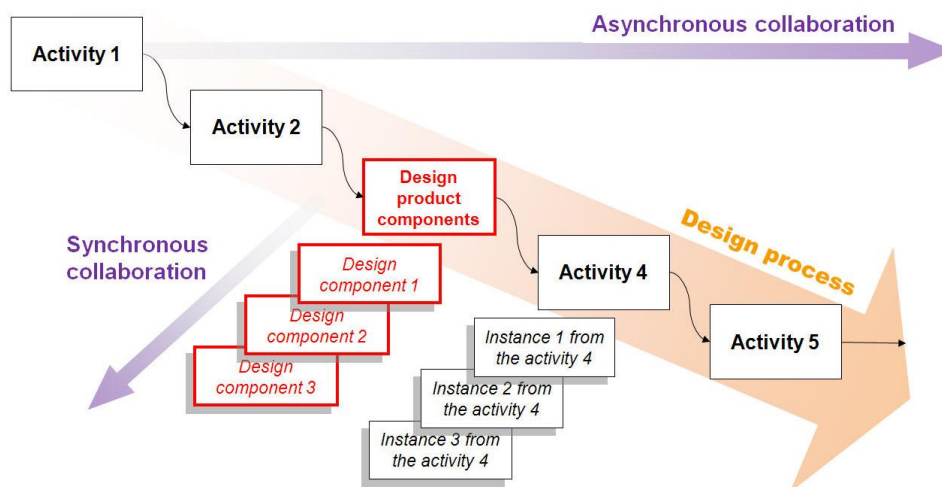 Asynchronous collaboration
Activity 1
Activity 2
Design
product
components
Synchronous
collaboration
Design process
Activity 4
Activity 5
Design
component 1
Design
component 2
Design
component 3
Instance 1 from
the activity 4
Instance 2 from
the activity 4
Instance 3 from
the activity 4